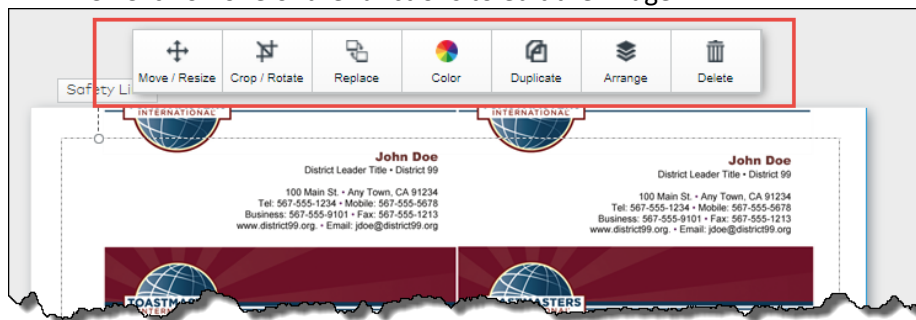 Move / Resize Crop / Rotate Replace Color Duplicate Arrange Delete
Safety Li
INTERNATIONAL INTERNATIONAL
John Doe
District Leader Title • District 99
100 Main St. • Any Town, CA 91234
Tel: 567-555-1234 • Mobile: 567-555-5678
Business: 567-555-9101 • Fax: 567-555-1213
www.district99.org. • Email: jdoe@district99.org
John Doe
District Leader Title • District 99
100 Main St. • Any Town, CA 91234
Tel: 567-555-1234 • Mobile: 567-555-5678
Business: 567-555-9101 • Fax: 567-555-1213
www.district99.org. • Email: jdoe@district99.org